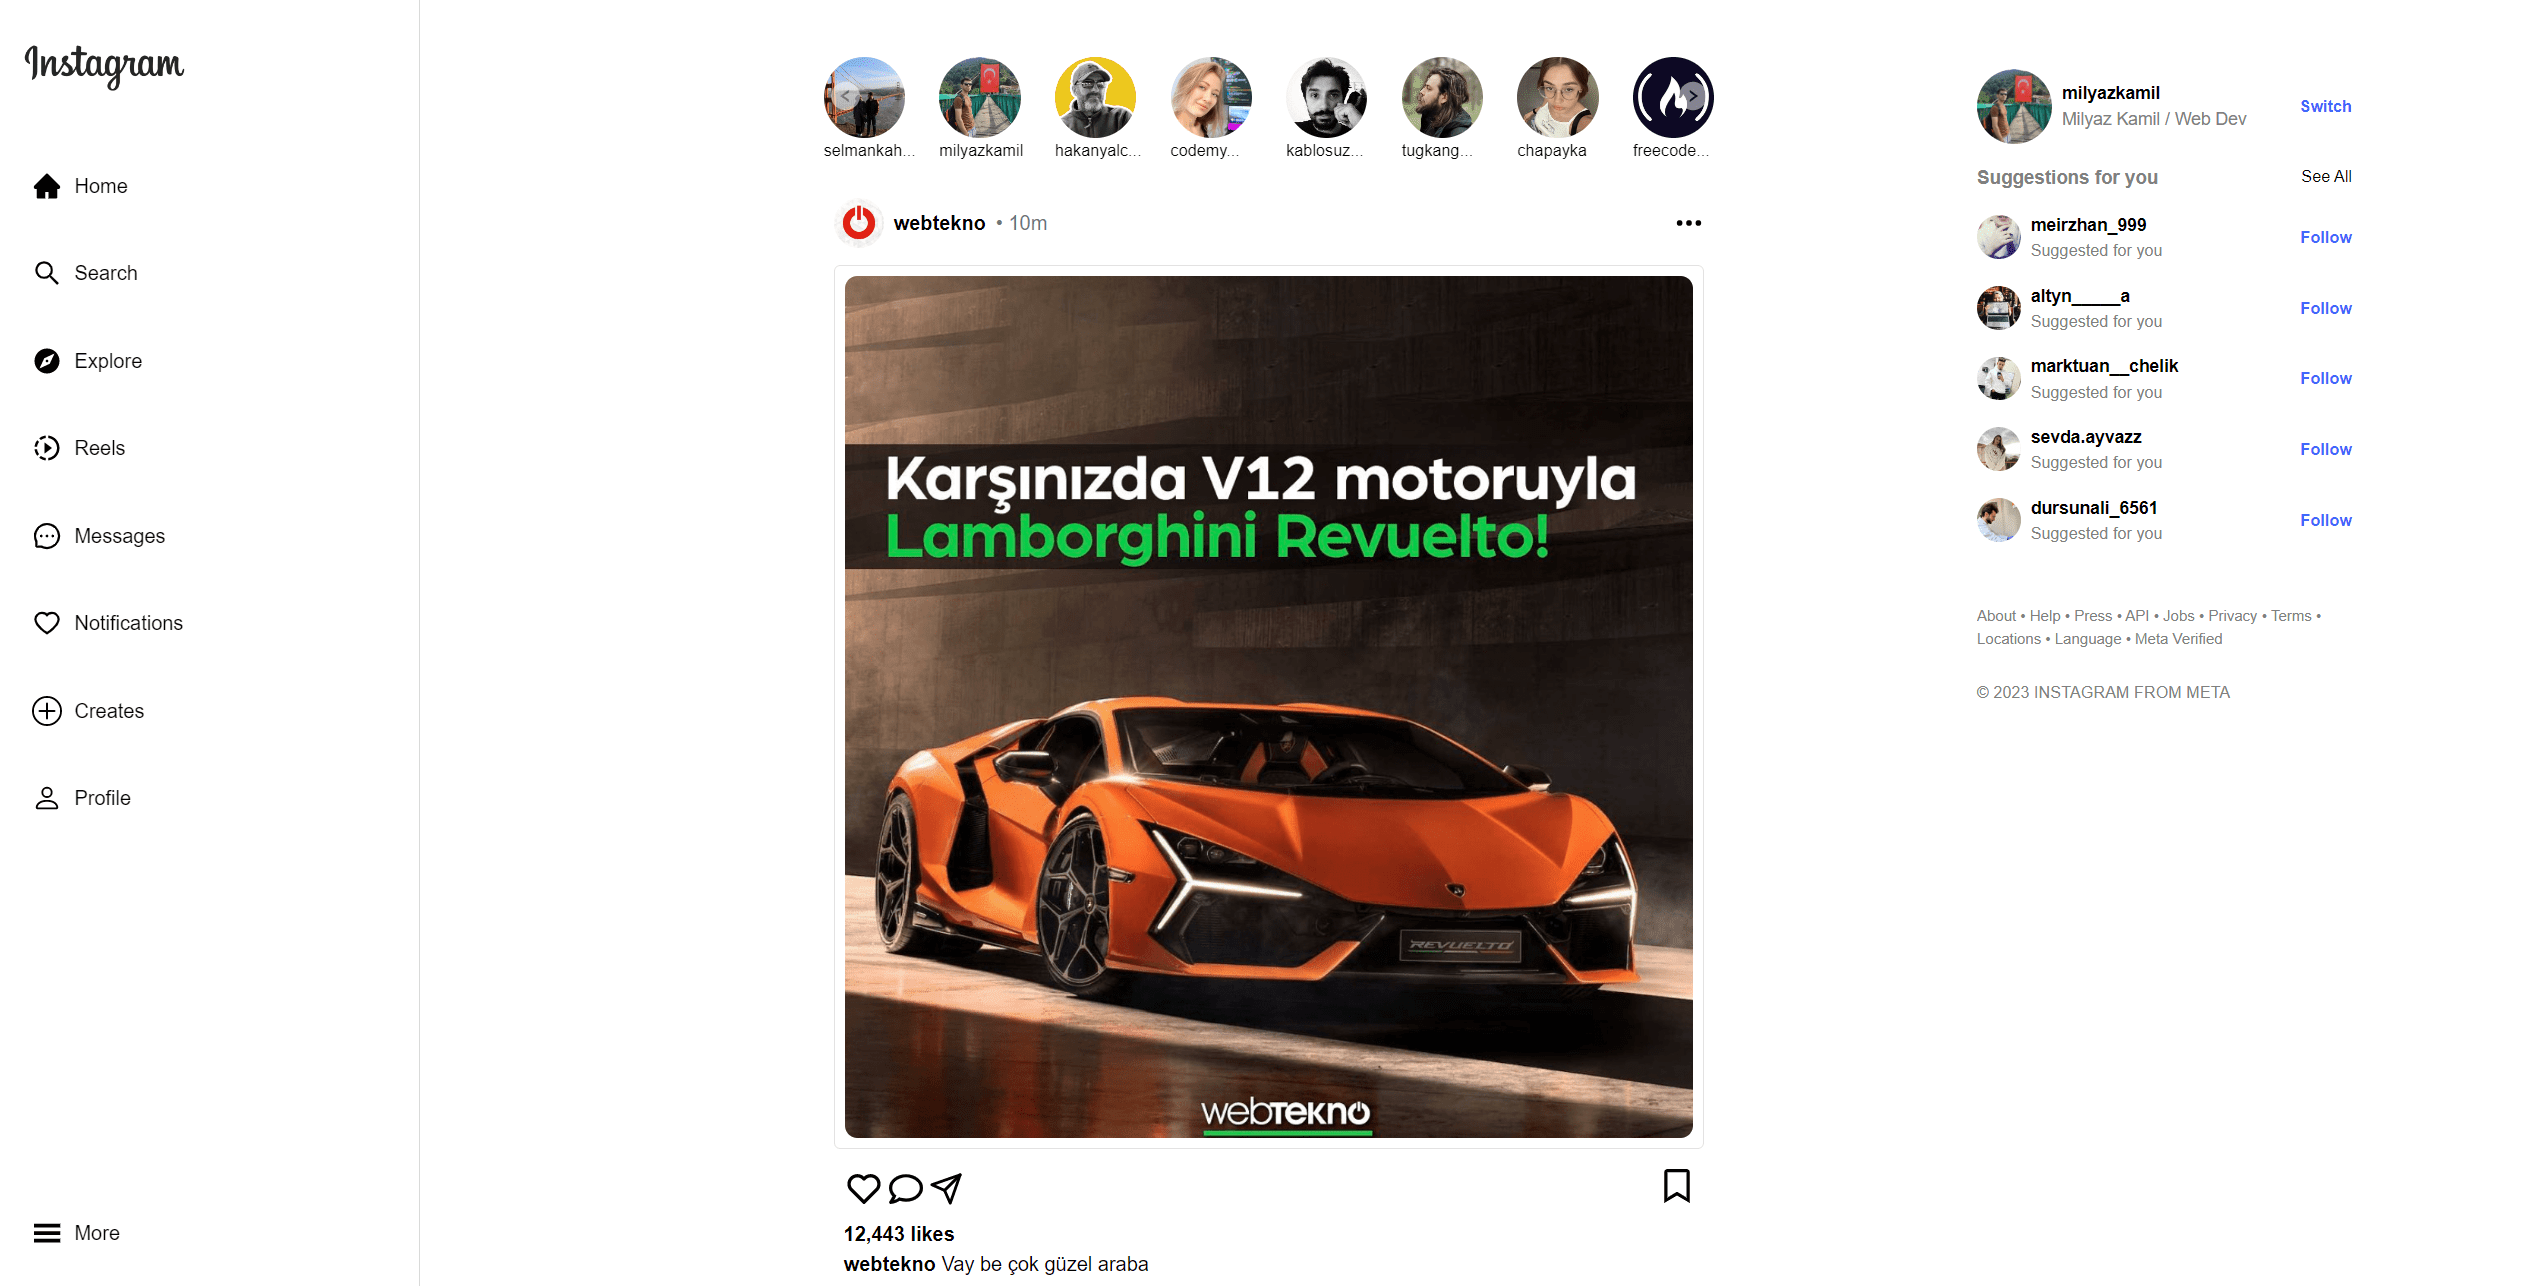 Instagram
Home
Search
Explore
Reels
Messages
Notifications
Creates
Profile
More
selmankah...
milyazkamil
hakanyalc...
codemy...
kablosuz...
tugkang...
chapayka
freecode...
webtekno • 10m
Karşınızda V12 motoruyla
Lamborghini Revuelto!
REVUELTO
webTEKNO
12,443 likes
webtekno Vay be çok güzel araba
milyazkamil
Milyaz Kamil / Web Dev
Switch
Suggestions for you
See All
meirzhan_999
Suggested for you
Follow
altyn_____a
Suggested for you
Follow
marktuan__chelik
Suggested for you
Follow
sevda.ayvazz
Suggested for you
Follow
dursunali_6561
Suggested for you
Follow
About • Help • Press • API • Jobs • Privacy • Terms •
Locations • Language • Meta Verified
© 2023 INSTAGRAM FROM META